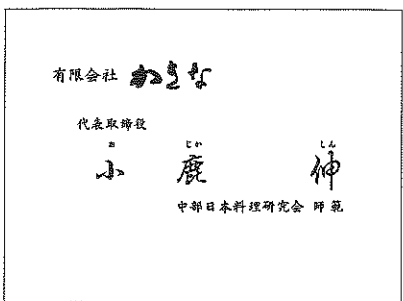 有限会社
代表取締役
お じか しん
小 鹿 伸
中部日本料理研究会 師範